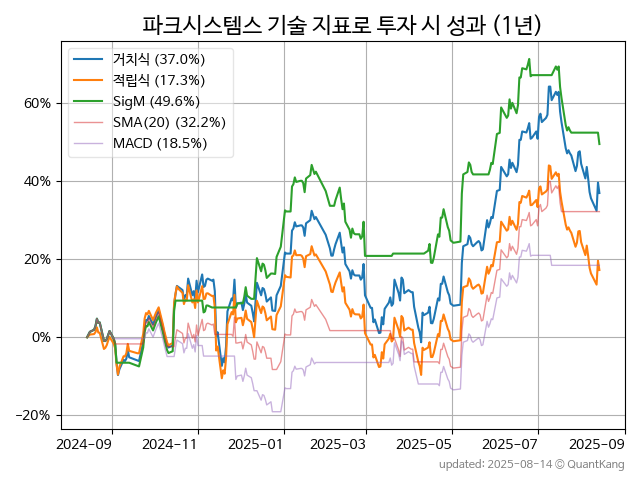 파크시스템스 기술 지표로 투자 시 성과 (1년)
거치식 (37.0%)
적립식 (17.3%)
SigM (49.6%)
SMA(20) (32.2%)
MACD (18.5%)
60%
40%
20%
0%
−20%
2024-09 2024-11 2025-01 2025-03 2025-05 2025-07 2025-09
updated: 2025-08-14 © QuantKang